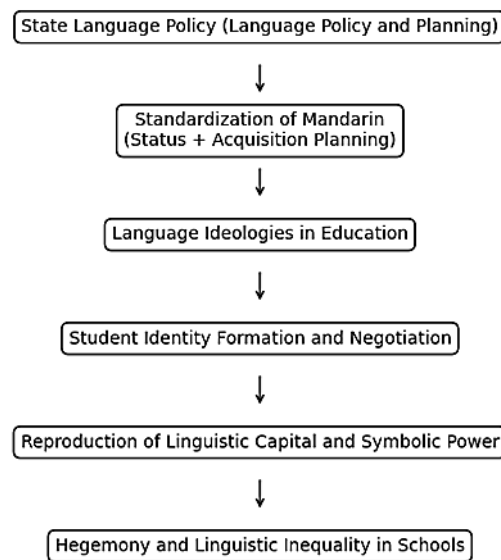 State Language Policy (Language Policy and Planning)
Standardization of Mandarin
(Status + Acquisition Planning)
Language Ideologies in Education
Student Identity Formation and Negotiation
Reproduction of Linguistic Capital and Symbolic Power
Hegemony and Linguistic Inequality in Schools